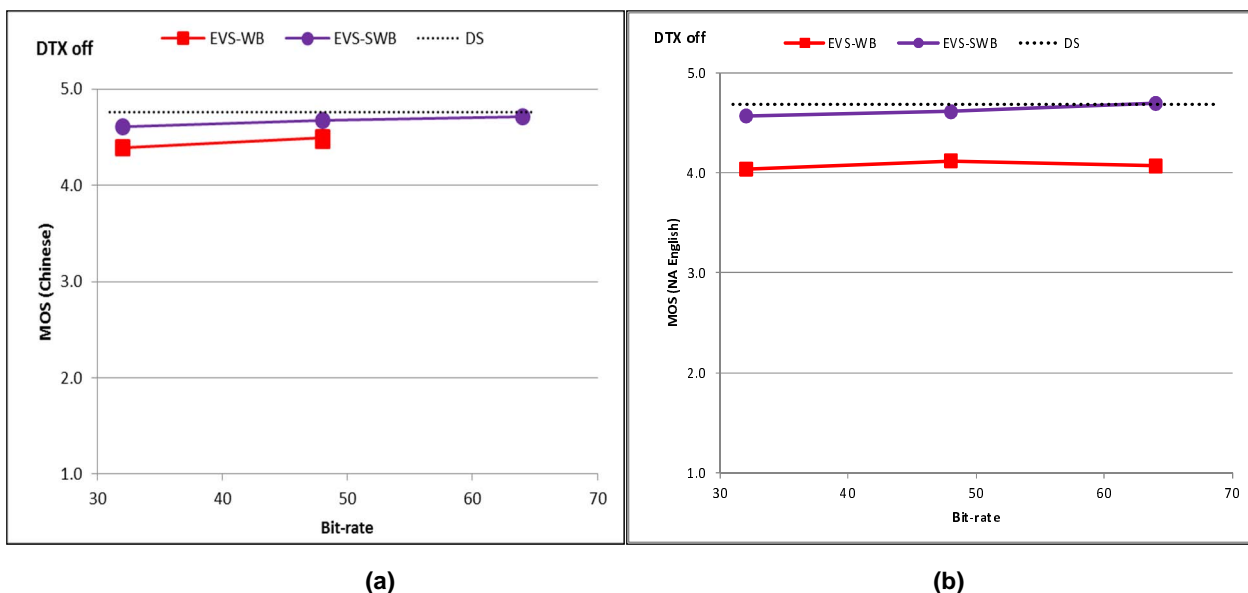 DTX off
EVS-WB
EVS-SWB
DS
5.0
4.0
3.0
2.0
1.0
MOS (Chinese)
30
40
50
60
70
Bit-rate
(a)
DTX off
EVS-WB
EVS-SWB
DS
5.0
4.0
3.0
2.0
1.0
MOS (NA English)
30
40
50
60
70
Bit-rate
(b)